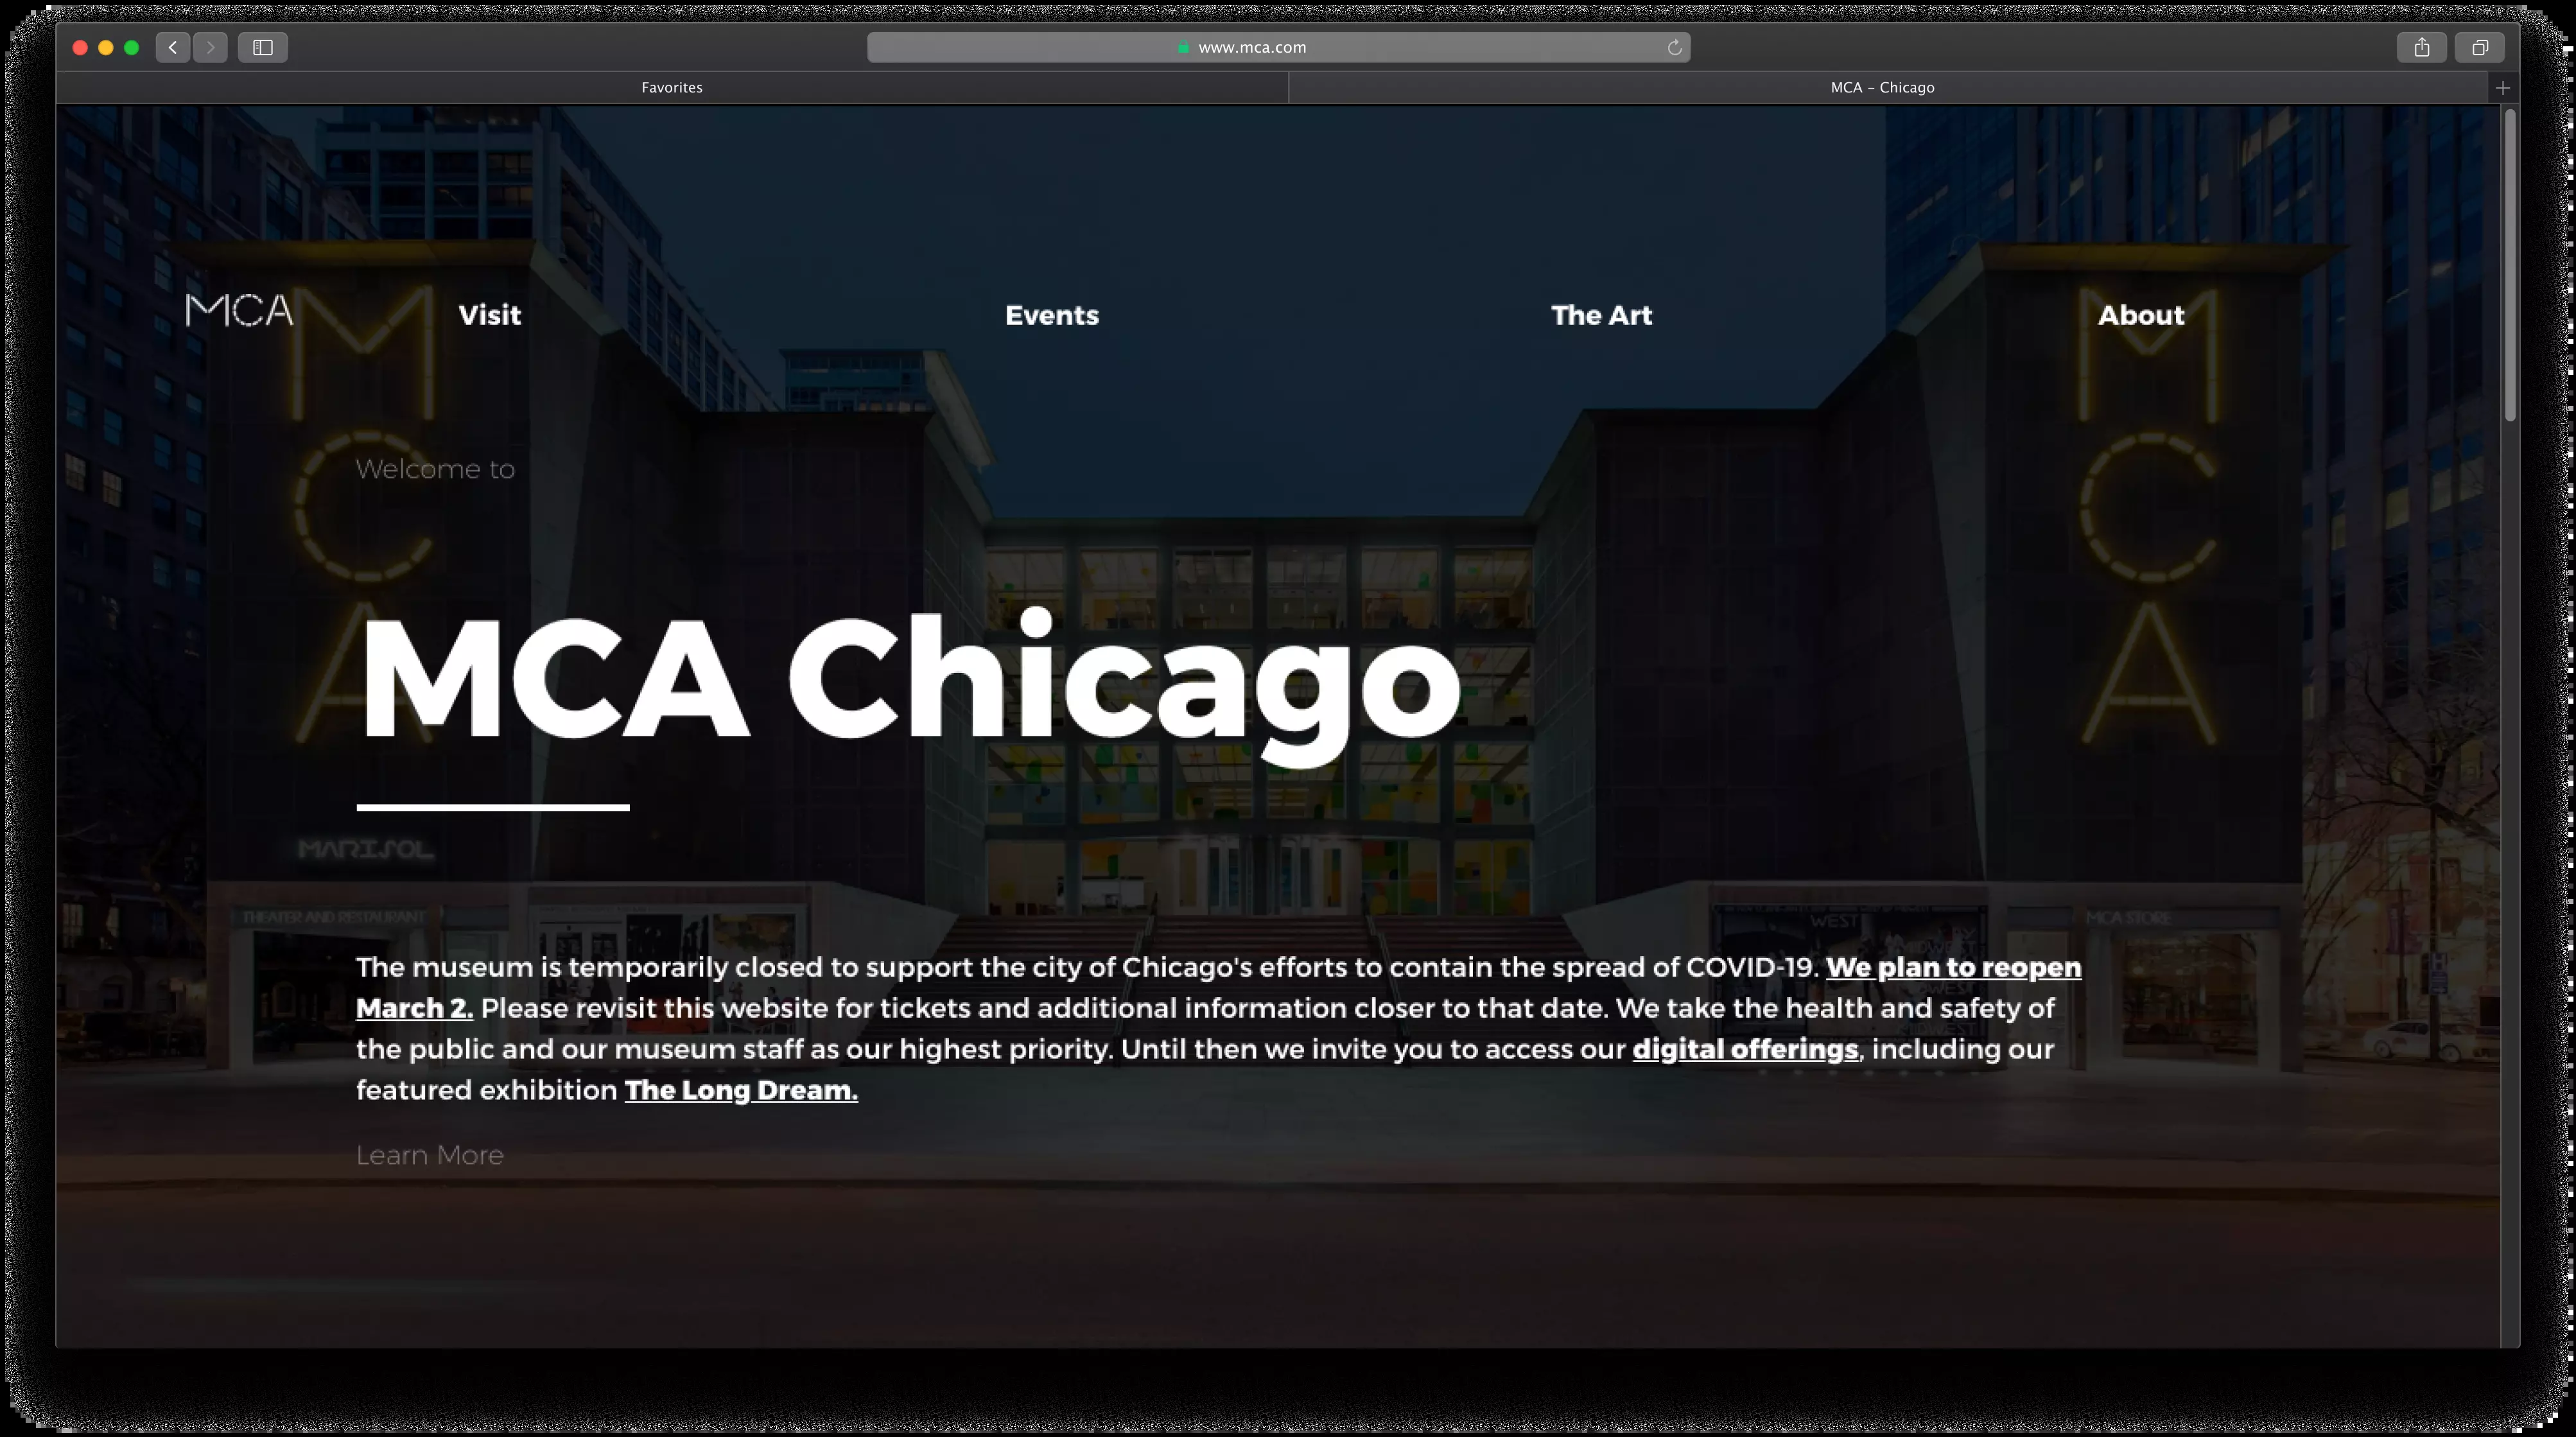 www.mca.com
Favorites
MCA – Chicago
MCA
Visit
Events
The Art
About
M
C
A
M
C
A
Welcome to
MCA Chicago
MARISOL
THEATER AND RESTAURANT
WEST
MCA STORE
The museum is temporarily closed to support the city of Chicago's efforts to contain the spread of COVID-19. We plan to reopen
March 2. Please revisit this website for tickets and additional information closer to that date. We take the health and safety of
the public and our museum staff as our highest priority. Until then we invite you to access our digital offerings, including our
featured exhibition The Long Dream.
Learn More